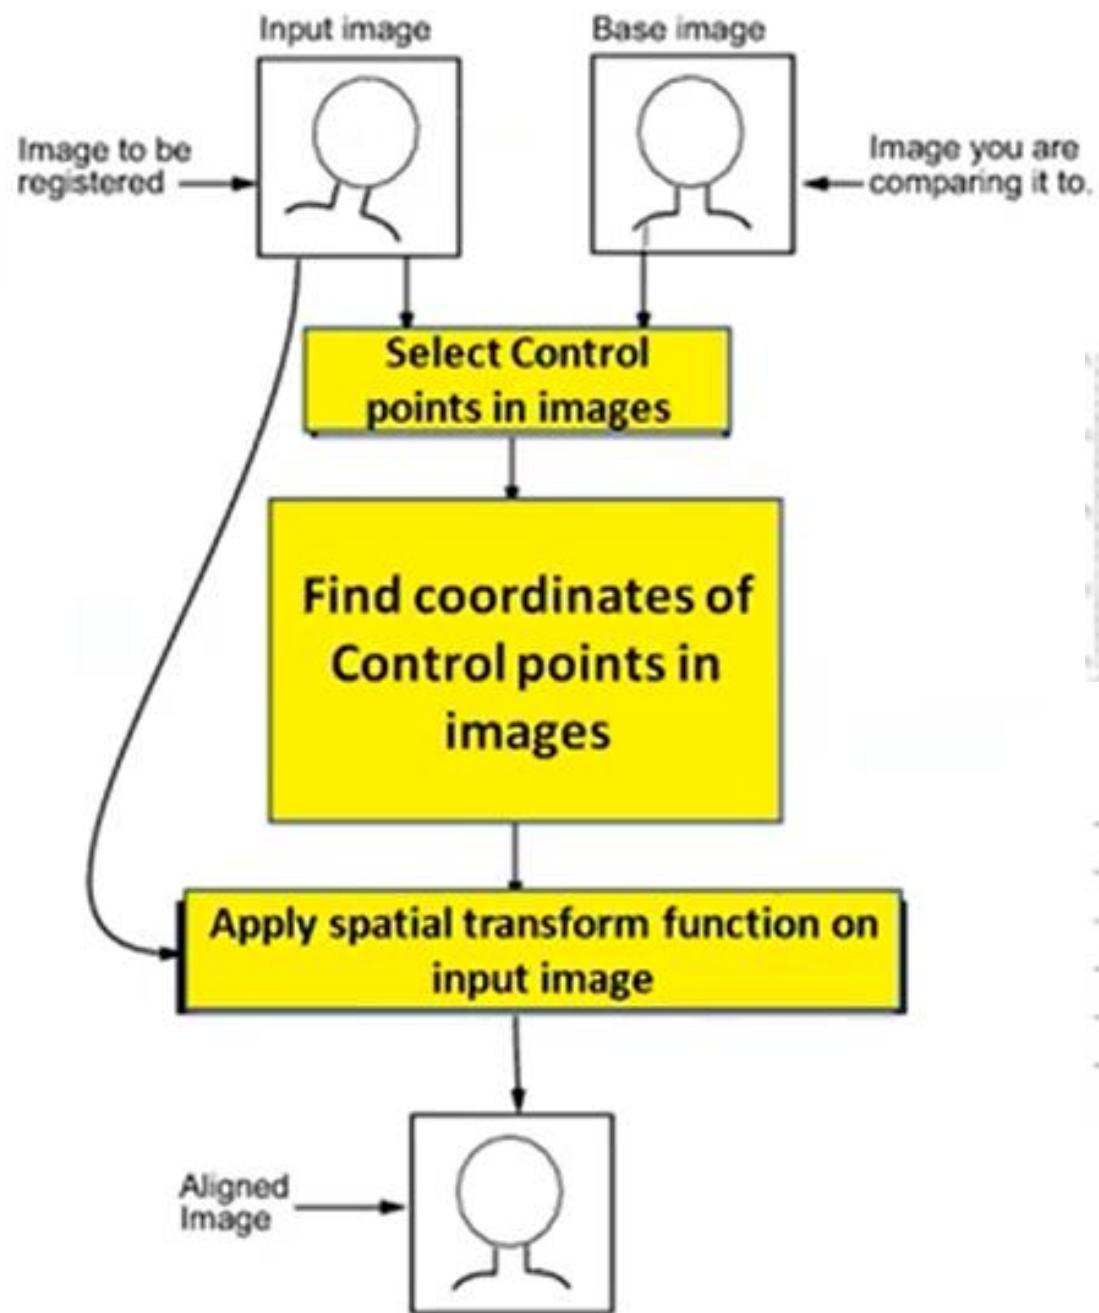 Input image
Base image
Image to be
registered
Image you are
comparing it to.
Select Control
points in images
Find coordinates of
Control points in
images
Apply spatial transform function on
input image
Aligned
Image